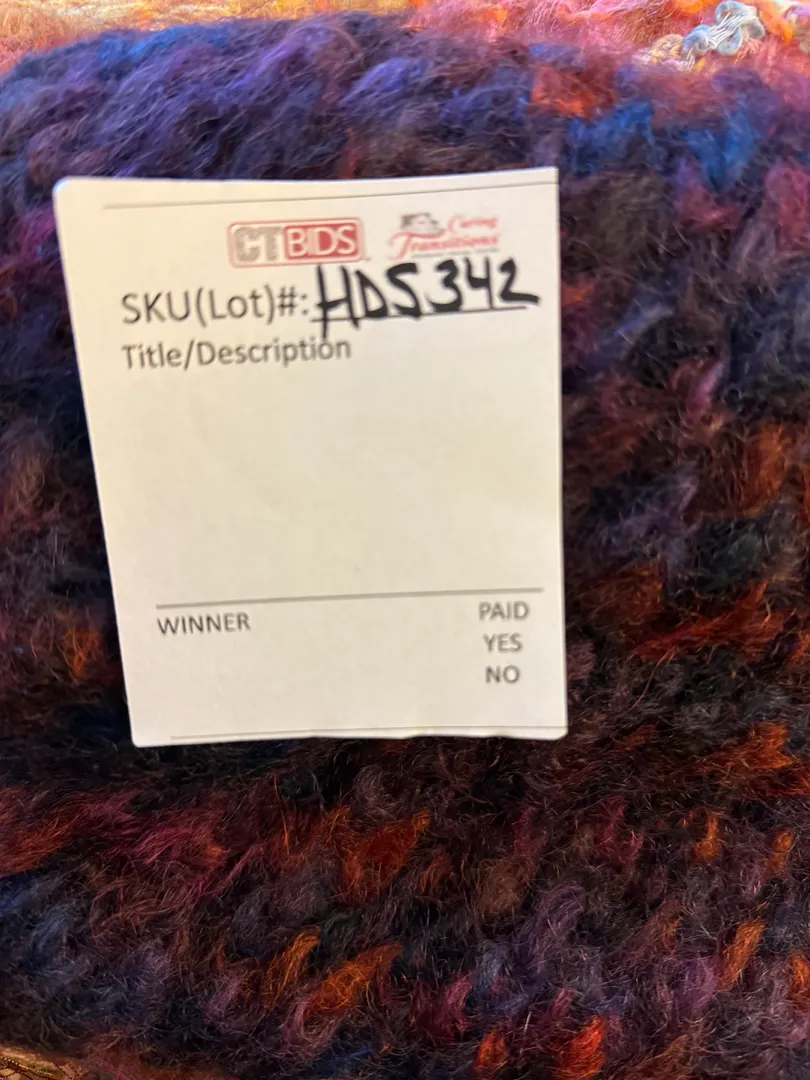 CTBIDS Caring
Transitions
SKU(Lot)#: HDS342
Title/Description
WINNER PAID
YES
NO